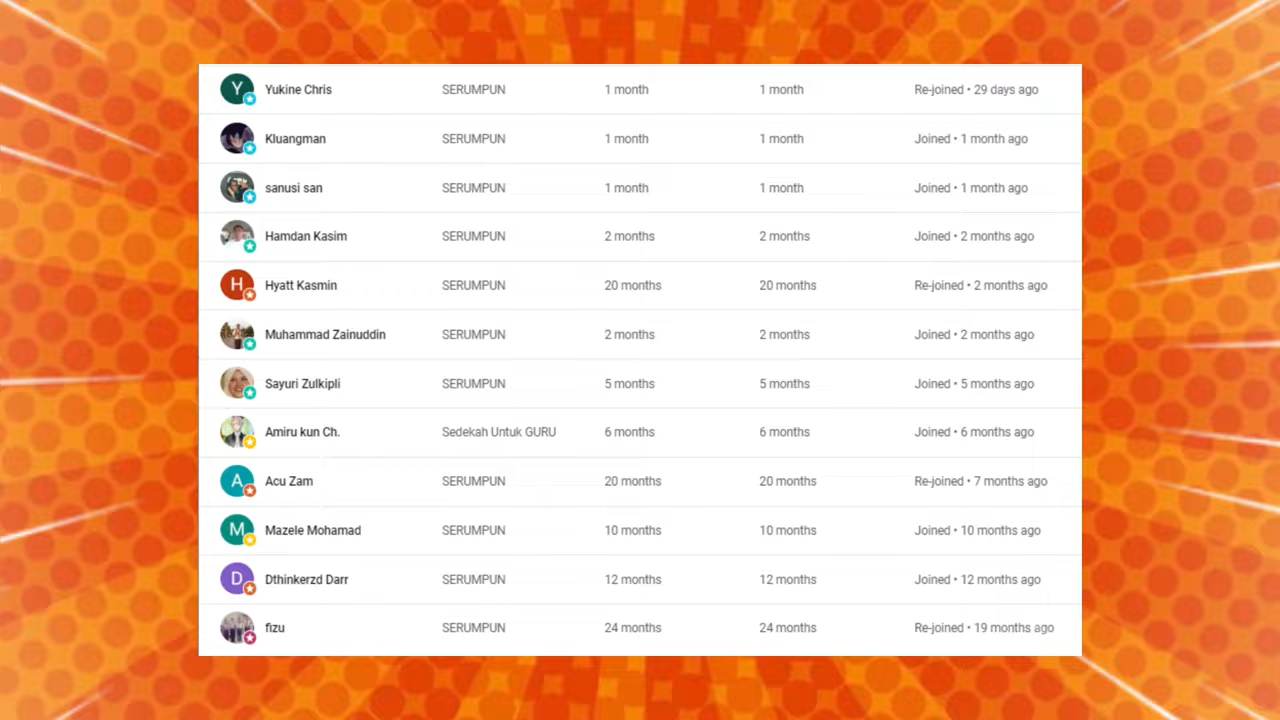 Y Yukine Chris SERUMPUN 1 month 1 month Re-joined • 29 days ago
Kluangman SERUMPUN 1 month 1 month Joined • 1 month ago
sanusi san SERUMPUN 1 month 1 month Joined • 1 month ago
Hamdan Kasim SERUMPUN 2 months 2 months Joined • 2 months ago
H Hyatt Kasmin SERUMPUN 20 months 20 months Re-joined • 2 months ago
Muhammad Zainuddin SERUMPUN 2 months 2 months Joined • 2 months ago
Sayuri Zulkipli SERUMPUN 5 months 5 months Joined • 5 months ago
Amiru kun Ch. Sedekah Untuk GURU 6 months 6 months Joined • 6 months ago
A Acu Zam SERUMPUN 20 months 20 months Re-joined • 7 months ago
M Mazele Mohamad SERUMPUN 10 months 10 months Joined • 10 months ago
D Dthinkerzd Darr SERUMPUN 12 months 12 months Joined • 12 months ago
fizu SERUMPUN 24 months 24 months Re-joined • 19 months ago